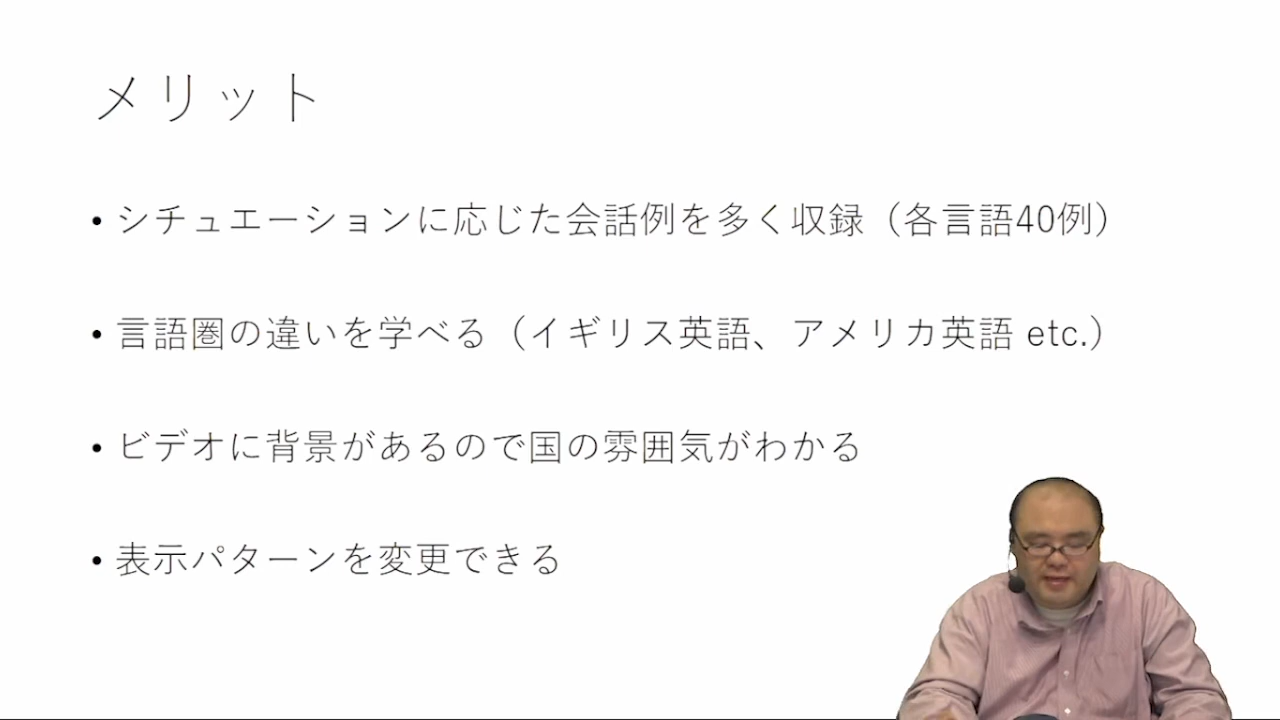 メリット
• シチュエーションに応じた会話例を多く収録（各言語40例）
• 言語圏の違いを学べる（イギリス英語、アメリカ英語 etc.）
• ビデオに背景があるので国の雰囲気がわかる
• 表示パターンを変更できる